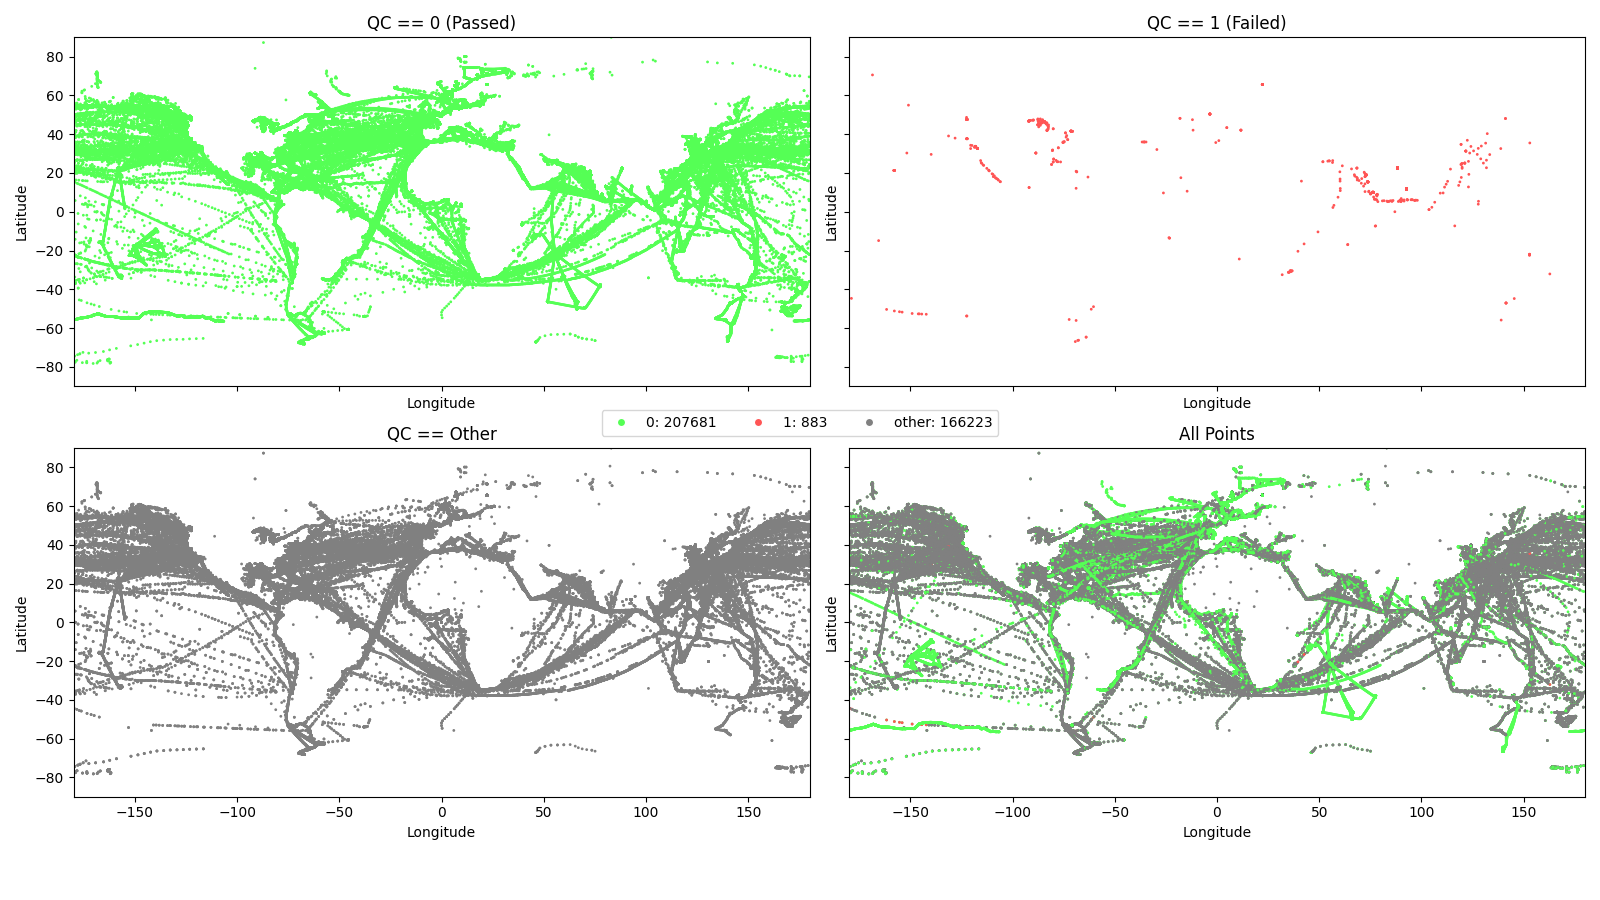 QC == 0 (Passed)
QC == 1 (Failed)
80
60
40
20
0
−20
−40
−60
−80
Latitude
Latitude
Longitude
Longitude
0: 207681 1: 883 other: 166223
QC == Other
All Points
80
60
40
20
0
−20
−40
−60
−80
Latitude
Latitude
−150 −100 −50 0 50 100 150
−150 −100 −50 0 50 100 150
Longitude
Longitude